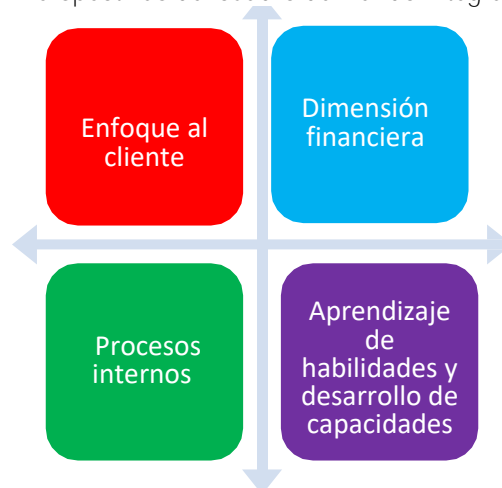 Enfoque al
cliente
Dimensión
financiera
Procesos
internos
Aprendizaje
de
habilidades y
desarrollo de
capacidades